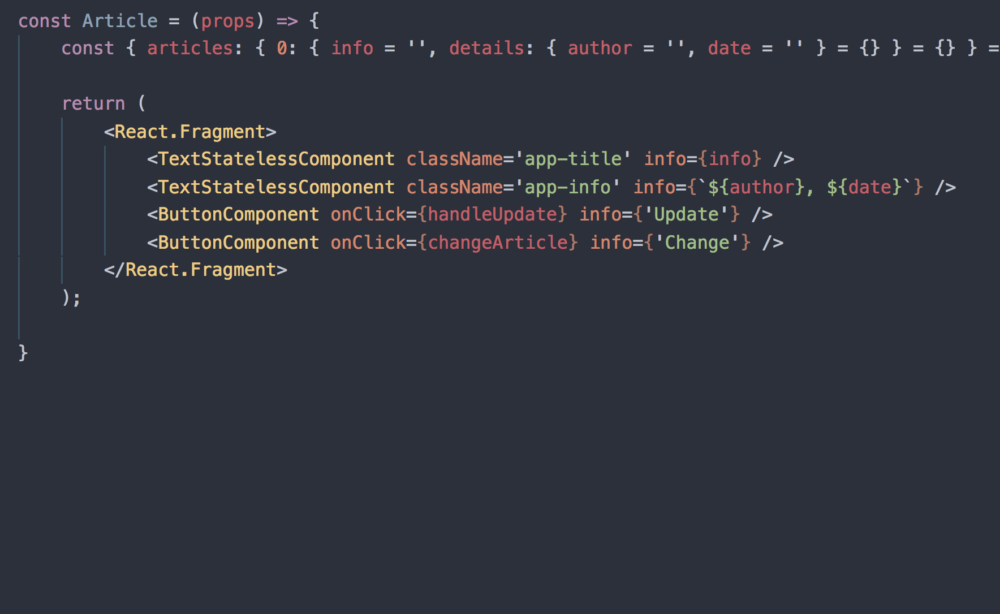 const Article = (props) => {
const { articles: { 0: { info = '', details: { author = '', date = '' } = {} } = {} } =
return (
<React.Fragment>
<TextStatelessComponent className='app-title' info={info} />
<TextStatelessComponent className='app-info' info={`${author}, ${date}`} />
<ButtonComponent onClick={handleUpdate} info={'Update'} />
<ButtonComponent onClick={changeArticle} info={'Change'} />
</React.Fragment>
);
}